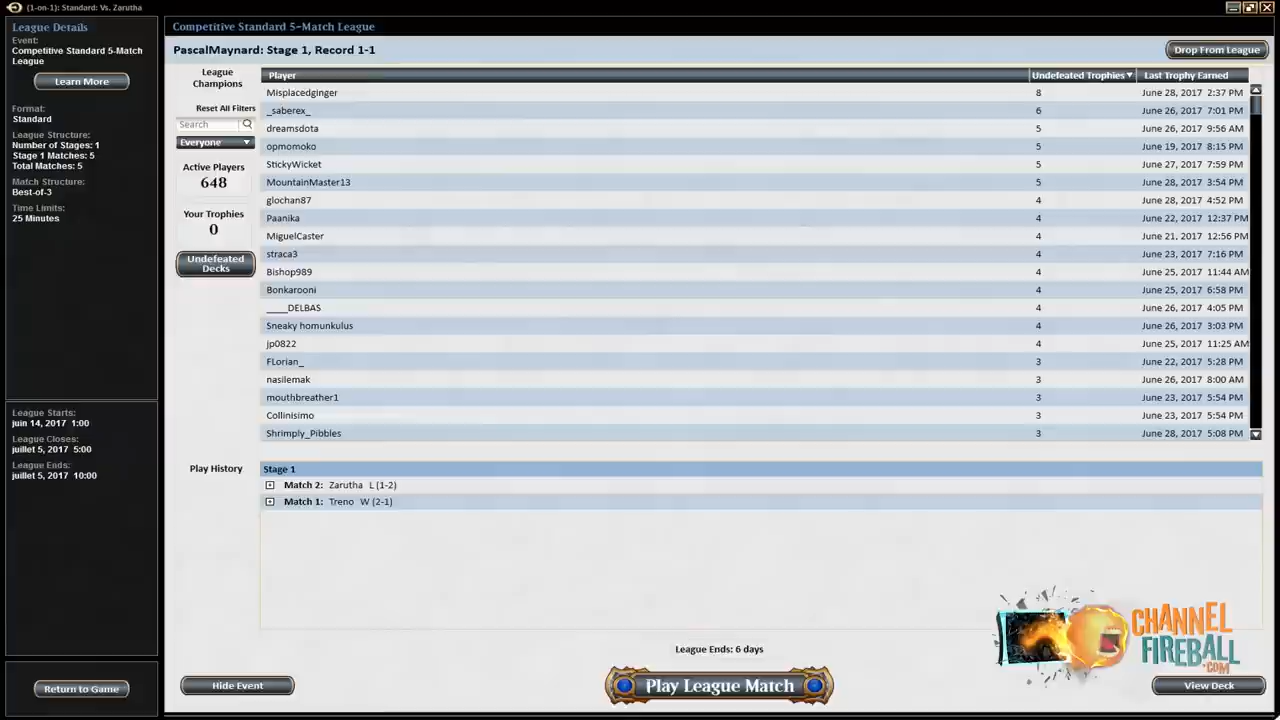 (1-on-1): Standard: Vs. Zarutha
League Details
Event:
Competitive Standard 5-Match
League
Learn More
Format:
Standard
League Structure:
Number of Stages: 1
Stage 1 Matches: 5
Total Matches: 5
Match Structure:
Best-of-3
Time Limits:
25 Minutes
League Starts:
juin 14, 2017 1:00
League Closes:
juillet 5, 2017 5:00
League Ends:
juillet 5, 2017 10:00
Return to Game
Competitive Standard 5-Match League
PascalMaynard: Stage 1, Record 1-1
Drop From League
League
Champions
Reset All Filters
Search
Everyone
Active Players
648
Your Trophies
0
Undefeated
Decks
Player Undefeated Trophies Last Trophy Earned
Misplacedginger 8 June 28, 2017 2:37 PM
_saberex_ 6 June 26, 2017 7:01 PM
dreamsdota 5 June 26, 2017 9:56 AM
opmomoko 5 June 19, 2017 8:15 PM
StickyWicket 5 June 27, 2017 7:59 PM
MountainMaster13 5 June 28, 2017 3:54 PM
glochan87 4 June 28, 2017 4:52 PM
Paanika 4 June 22, 2017 12:37 PM
MiguelCaster 4 June 21, 2017 12:56 PM
straca3 4 June 23, 2017 7:16 PM
Bishop989 4 June 25, 2017 11:44 AM
Bonkarooni 4 June 25, 2017 6:58 PM
____DELBAS 4 June 26, 2017 4:05 PM
Sneaky homunkulus 4 June 26, 2017 3:03 PM
jp0822 4 June 25, 2017 11:25 AM
FLorian_ 3 June 22, 2017 5:28 PM
nasilemak 3 June 26, 2017 8:00 AM
mouthbreather1 3 June 23, 2017 5:54 PM
Collinisimo 3 June 23, 2017 5:54 PM
Shrimply_Pibbles 3 June 28, 2017 5:08 PM
Play History
Stage 1
Match 2: Zarutha L (1-2)
Match 1: Treno W (2-1)
CHANNEL
FIREBALL
.COM
League Ends: 6 days
Hide Event
Play League Match
View Deck